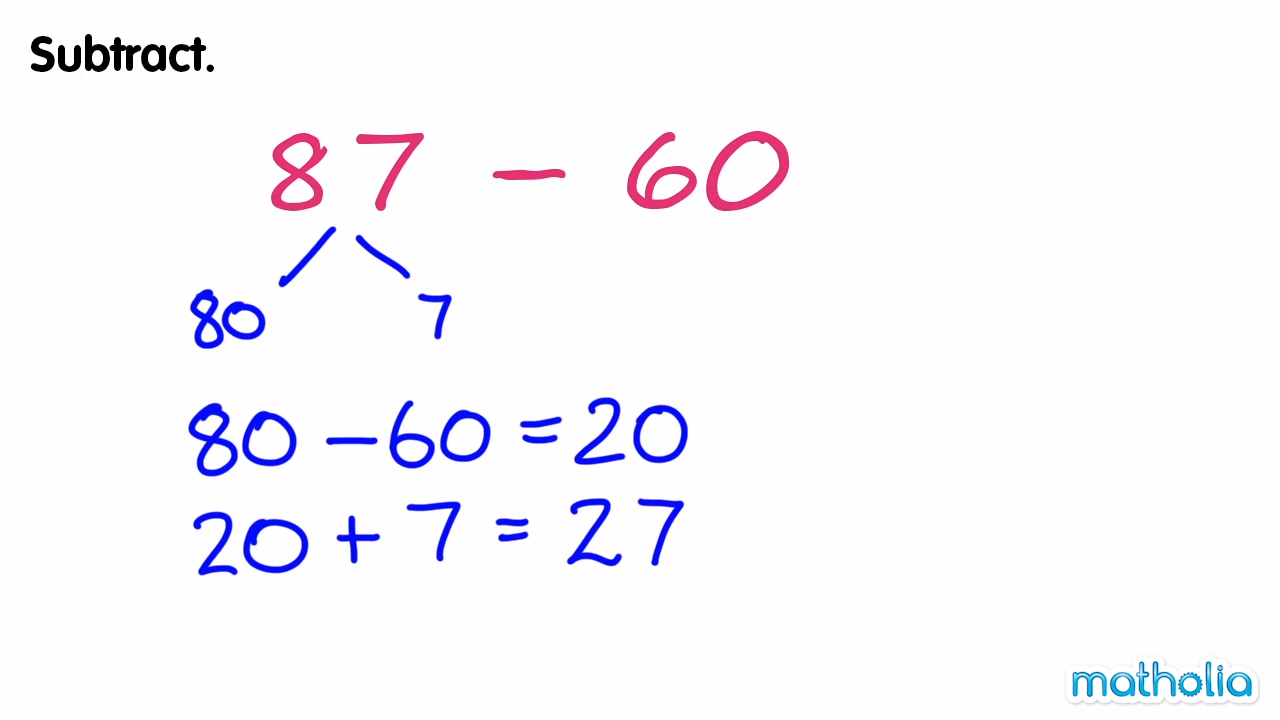 Subtract.
87 - 60
80 7
80 - 60 = 20
20 + 7 = 27
matholia